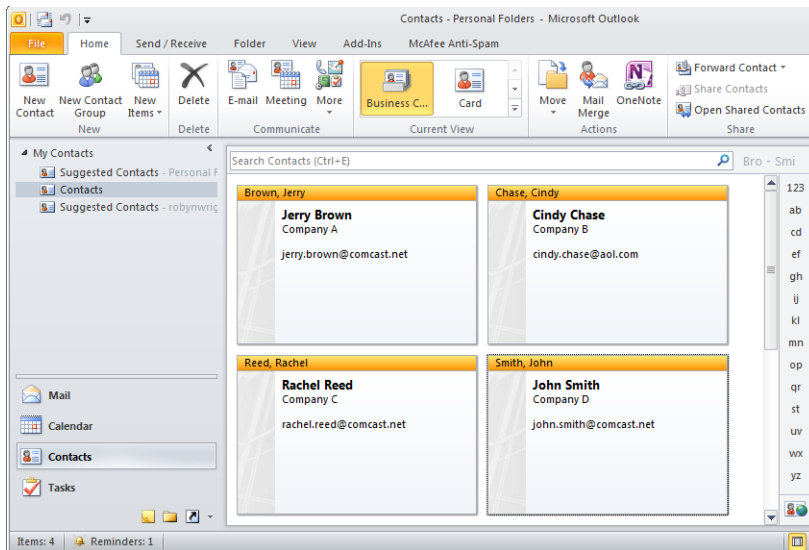 Contacts - Personal Folders - Microsoft Outlook
File Home Send / Receive Folder View Add-Ins McAfee Anti-Spam
New Contact
New Contact Group
New Items
Delete
E-mail
Meeting
More
Business C...
Card
Move
Mail Merge
OneNote
Forward Contact
Share Contacts
Open Shared Contacts
New Delete Communicate Current View Actions Share
My Contacts
Suggested Contacts - Personal F
Contacts
Suggested Contacts - robynwrig
Search Contacts (Ctrl+E)
Bro - Smi
Brown, Jerry
Jerry Brown
Company A
jerry.brown@comcast.net
Chase, Cindy
Cindy Chase
Company B
cindy.chase@aol.com
Reed, Rachel
Rachel Reed
Company C
rachel.reed@comcast.net
Smith, John
John Smith
Company D
john.smith@comcast.net
123
ab
cd
ef
gh
ij
kl
mn
op
qr
st
uv
wx
yz
Mail
Calendar
Contacts
Tasks
Items: 4 Reminders: 1